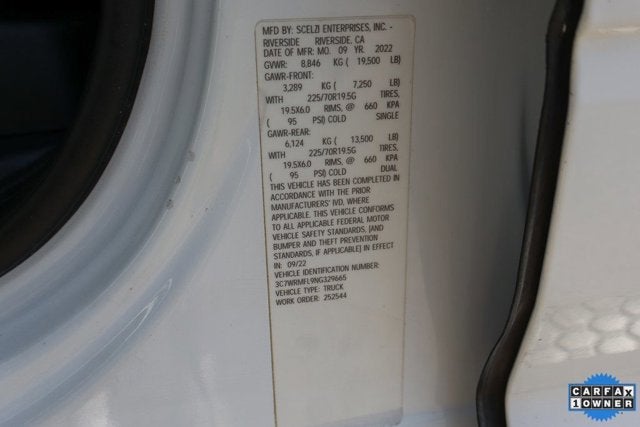 MFD BY: SCELZI ENTERPRISES, INC. -
RIVERSIDE RIVERSIDE, CA
DATE OF MFR: MO. 09 YR. 2022
GVWR: 8,846 KG ( 19,500 LB)
GAWR-FRONT:
3,289 KG ( 7,250 LB)
WITH 225/70R19.5G TIRES,
19.5X6.0 RIMS, @ 660 KPA
( 95 PSI) COLD SINGLE
GAWR-REAR:
6,124 KG ( 13,500 LB)
WITH 225/70R19.5G TIRES,
19.5X6.0 RIMS, @ 660 KPA
( 95 PSI) COLD DUAL
THIS VEHICLE HAS BEEN COMPLETED IN
ACCORDANCE WITH THE PRIOR
MANUFACTURERS' IVD, WHERE
APPLICABLE. THIS VEHICLE CONFORMS
TO ALL APPLICABLE FEDERAL MOTOR
VEHICLE SAFETY STANDARDS, [AND
BUMPER AND THEFT PREVENTION
STANDARDS, IF APPLICABLE] IN EFFECT
IN: 09/22
VEHICLE IDENTIFICATION NUMBER:
3C7WRMFL9NG329665
VEHICLE TYPE: TRUCK
WORK ORDER: 252544
CARFAX
1 OWNER